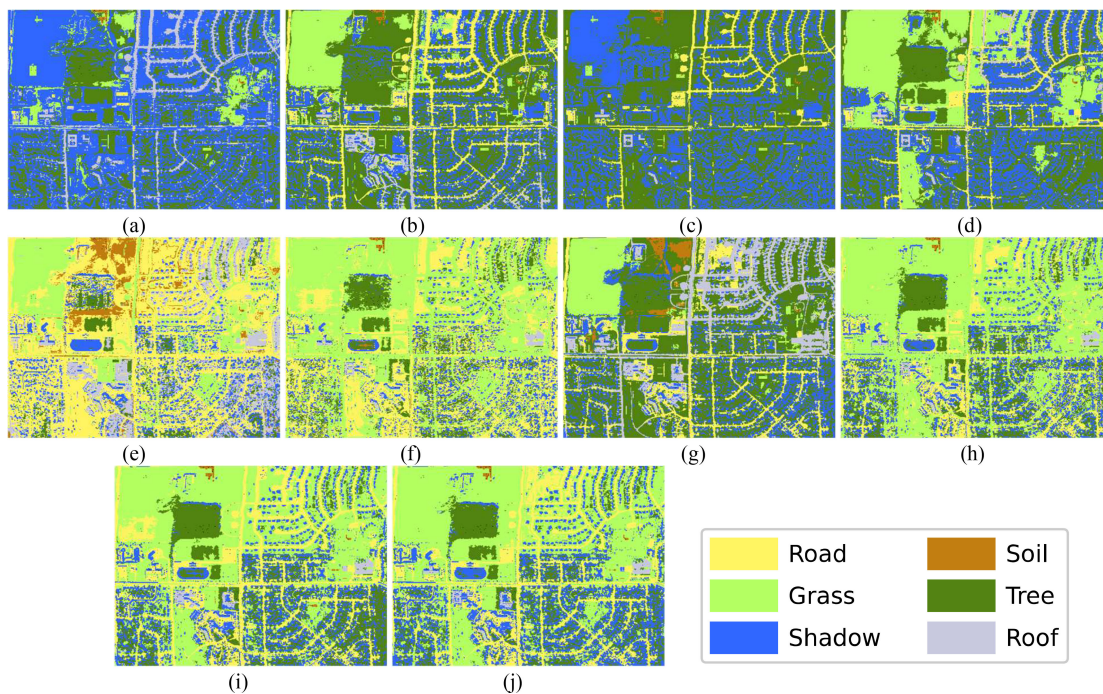 (a) (b) (c) (d)
(e) (f) (g) (h)
(i) (j)
Road Soil
Grass Tree
Shadow Roof